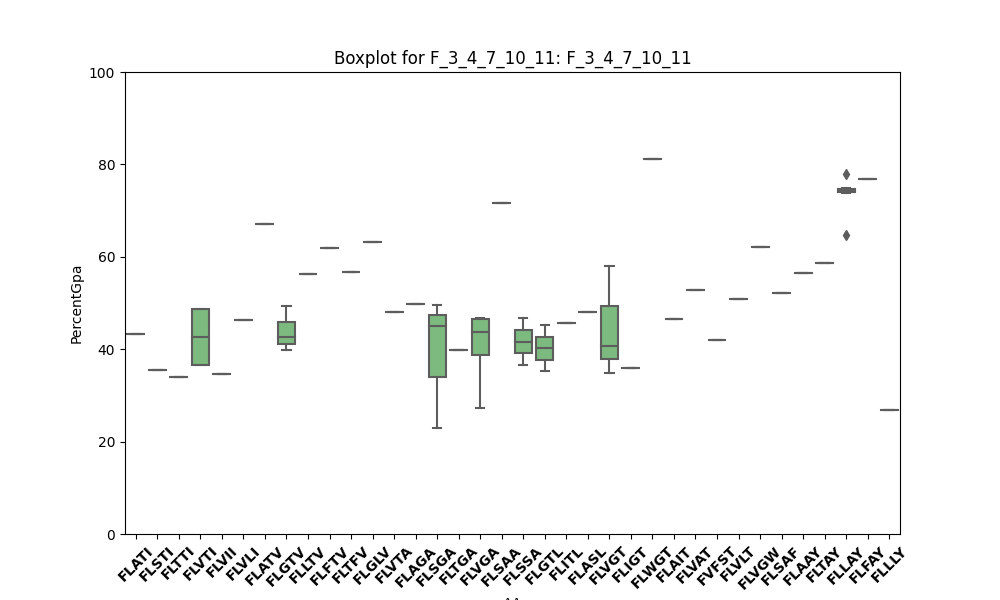 Boxplot for F_3_4_7_10_11: F_3_4_7_10_11
100
80
60
40
20
0
PercentGpa
FLATI
FLSTI
FLTTI
FLVTI
FLVII
FLVLI
FLATV
FLGTV
FLLTV
FLFTV
FLTFV
FLGLV
FLVTA
FLAGA
FLSGA
FLTGA
FLVGA
FLSAA
FLSSA
FLGTL
FLITL
FLASL
FLVGT
FLIGT
FLWGT
FLAIT
FLVAT
FVFST
FLVLT
FLVGW
FLSAF
FLAAY
FLTAY
FLLAY
FLFAY
FLLLY